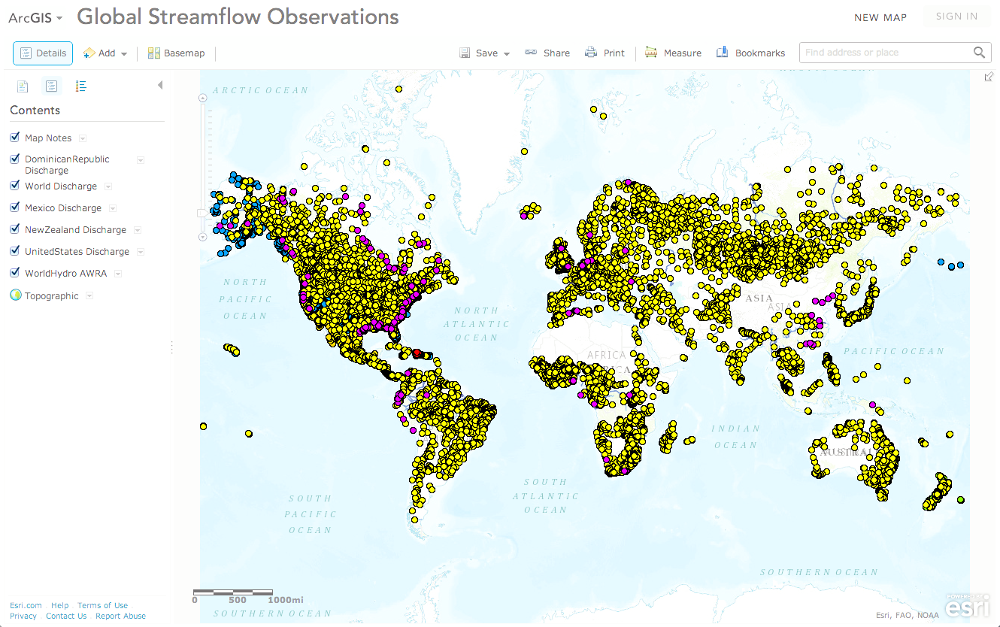 ArcGIS Global Streamflow Observations
NEW MAP SIGN IN
Details Add Basemap Save Share Print Measure Bookmarks Find address or place
Contents
Map Notes
DominicanRepublic
Discharge
World Discharge
Mexico Discharge
NewZealand Discharge
UnitedStates Discharge
WorldHydro AWRA
Topographic
Esri.com Help Terms of Use
Privacy Contact Us Report Abuse
ARCTIC OCEAN
NORTH
PACIFIC
OCEAN
NORTH
ATLANTIC
OCEAN
AFRICA
ASIA
ASIA
PACIFIC OCEAN
INDIAN
OCEAN
SOUTH
PACIFIC
OCEAN
SOUTH
ATLANTIC
OCEAN
SOUTHERN OCEAN
SOUTHERN OCEAN
0 500 1000mi
POWERED BY
esri
Esri, FAO, NOAA